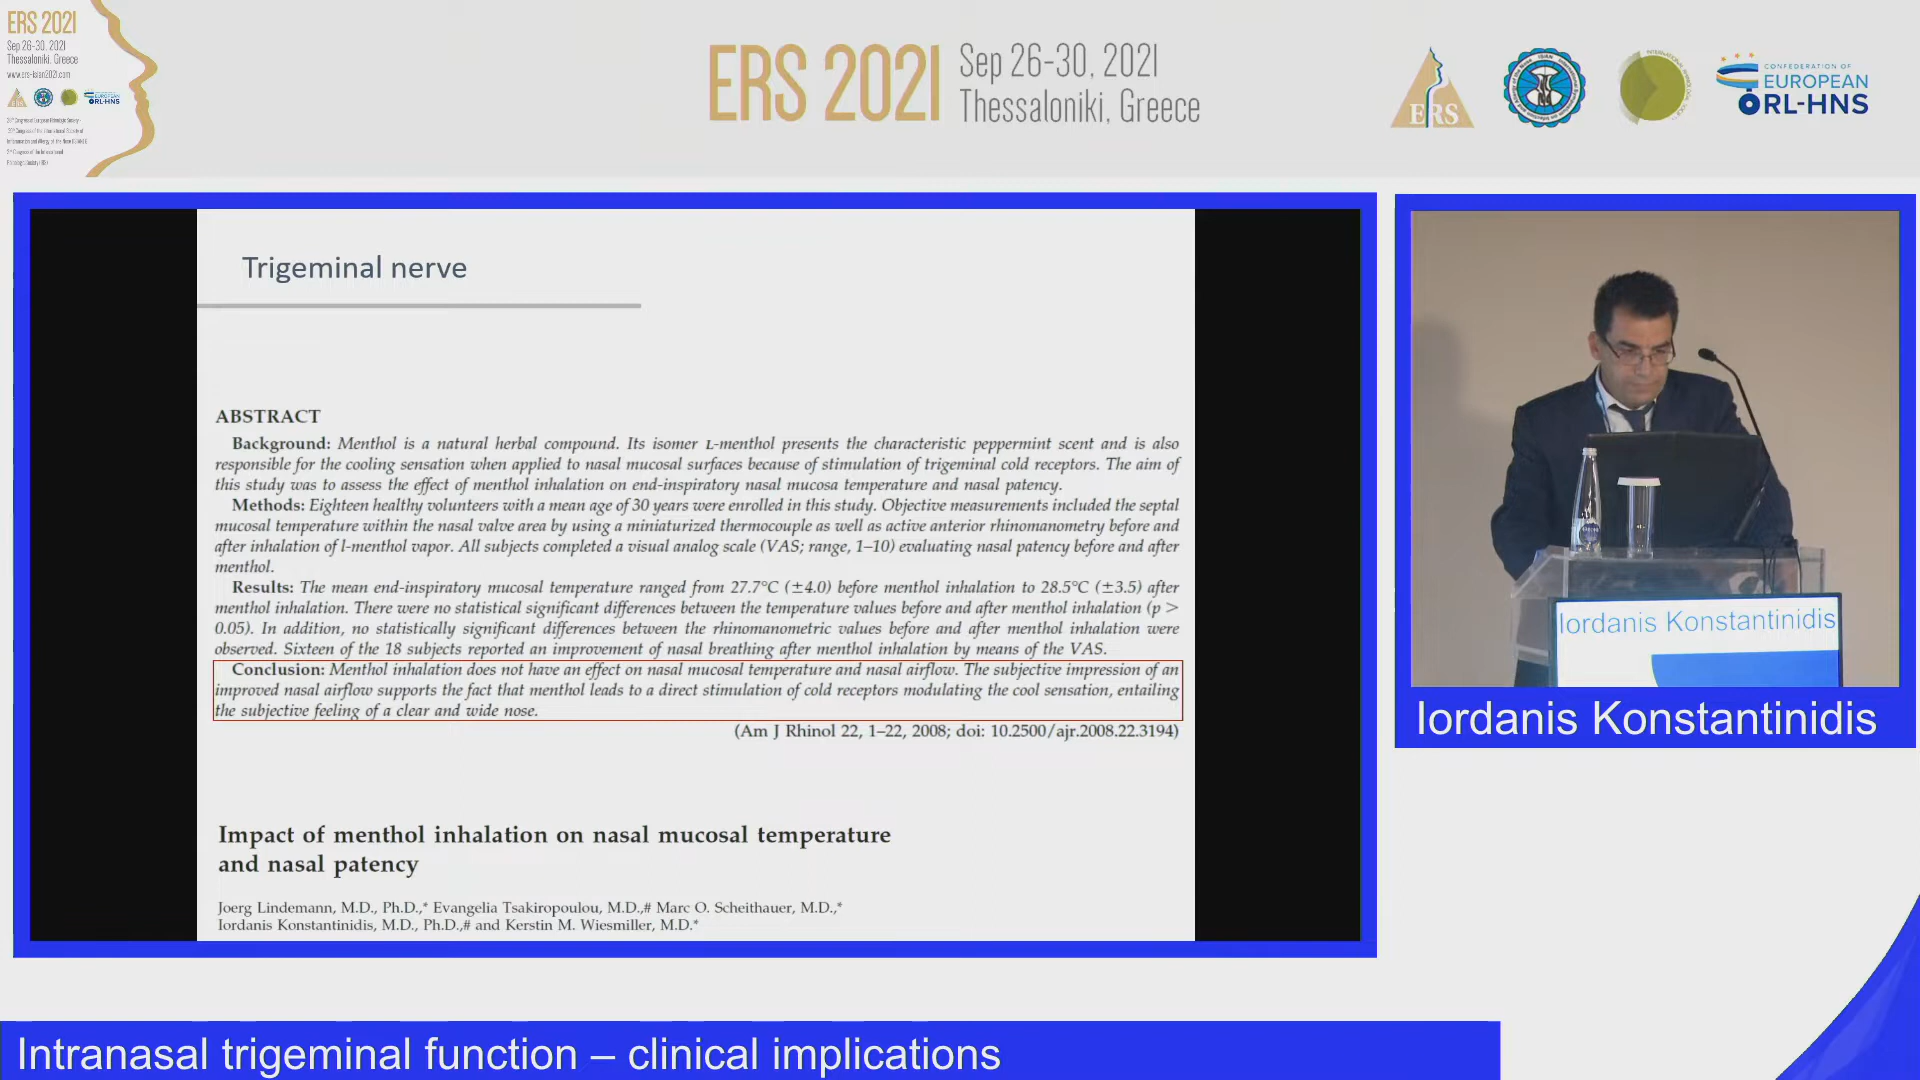 ERS 2021
Sep 26-30, 2021
Thessaloniki, Greece
www.ers-isian2021.com
ERS 2021
Sep 26-30, 2021
Thessaloniki, Greece
ERS
CONFEDERATION OF
EUROPEAN
ORL-HNS
Trigeminal nerve
ABSTRACT
Background: Menthol is a natural herbal compound. Its isomer L-menthol presents the characteristic peppermint scent and is also
responsible for the cooling sensation when applied to nasal mucosal surfaces because of stimulation of trigeminal cold receptors. The aim of
this study was to assess the effect of menthol inhalation on end-inspiratory nasal mucosa temperature and nasal patency.
Methods: Eighteen healthy volunteers with a mean age of 30 years were enrolled in this study. Objective measurements included the septal
mucosal temperature within the nasal valve area by using a miniaturized thermocouple as well as active anterior rhinomanometry before and
after inhalation of l-menthol vapor. All subjects completed a visual analog scale (VAS; range, 1–10) evaluating nasal patency before and after
menthol.
Results: The mean end-inspiratory mucosal temperature ranged from 27.7°C (±4.0) before menthol inhalation to 28.5°C (±3.5) after
menthol inhalation. There were no statistical significant differences between the temperature values before and after menthol inhalation (p >
0.05). In addition, no statistically significant differences between the rhinomanometric values before and after menthol inhalation were
observed. Sixteen of the 18 subjects reported an improvement of nasal breathing after menthol inhalation by means of the VAS.
Conclusion: Menthol inhalation does not have an effect on nasal mucosal temperature and nasal airflow. The subjective impression of an
improved nasal airflow supports the fact that menthol leads to a direct stimulation of cold receptors modulating the cool sensation, entailing
the subjective feeling of a clear and wide nose.
(Am J Rhinol 22, 1–22, 2008; doi: 10.2500/ajr.2008.22.3194)
Impact of menthol inhalation on nasal mucosal temperature
and nasal patency
Joerg Lindemann, M.D., Ph.D.,* Evangelia Tsakiropoulou, M.D.,# Marc O. Scheithauer, M.D.,*
Iordanis Konstantinidis, M.D., Ph.D.,# and Kerstin M. Wiesmiller, M.D.*
Iordanis Konstantinidis
Iordanis Konstantinidis
Intranasal trigeminal function – clinical implications